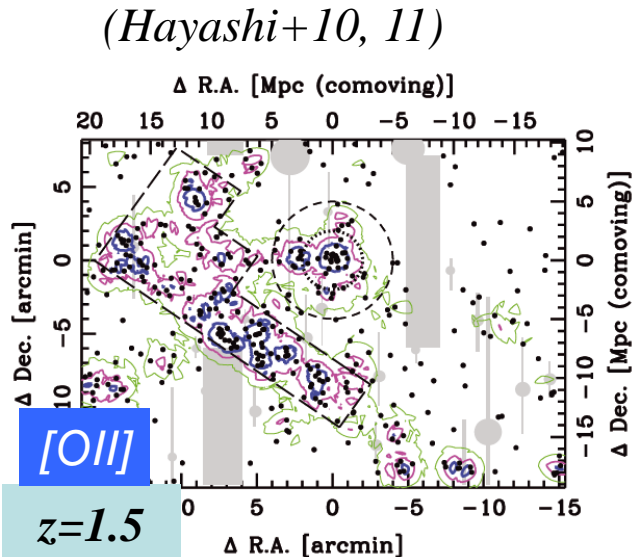 (Hayashi+10, 11)
Δ R.A. [Mpc (comoving)]
20 15 10 5 0 −5 −10 −15
10
5
0
−5
−10
−15
Δ Dec. [Mpc (comoving)]
5
0
−5
10
Δ Dec. [arcmin]
[OII]
z=1.5
0 5 0 −5 −10 −15
Δ R.A. [arcmin]